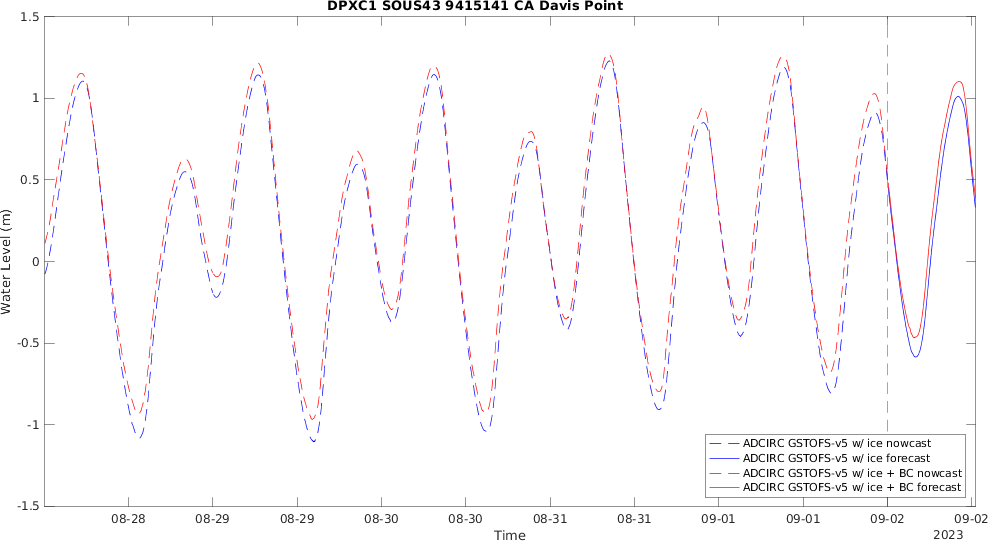 DPXC1 SOUS43 9415141 CA Davis Point
1.5
1
0.5
0
-0.5
-1
-1.5
Water Level (m)
ADCIRC GSTOFS-v5 w/ ice nowcast
ADCIRC GSTOFS-v5 w/ ice forecast
ADCIRC GSTOFS-v5 w/ ice + BC nowcast
ADCIRC GSTOFS-v5 w/ ice + BC forecast
08-28 08-29 08-29 08-30 08-30 08-31 08-31 09-01 09-01 09-02 09-02
Time
2023